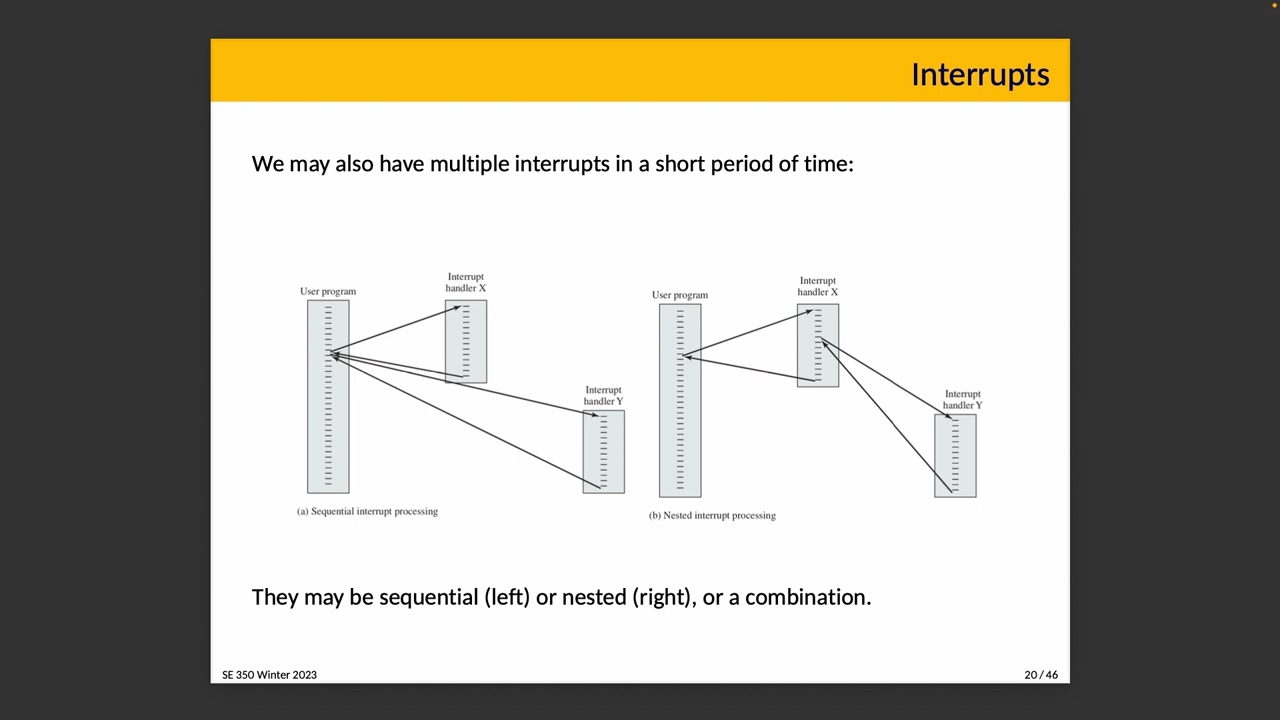 Interrupts
We may also have multiple interrupts in a short period of time:
User program
Interrupt
handler X
Interrupt
handler Y
(a) Sequential interrupt processing
User program
Interrupt
handler X
Interrupt
handler Y
(b) Nested interrupt processing
They may be sequential (left) or nested (right), or a combination.
SE 350 Winter 2023
20 / 46